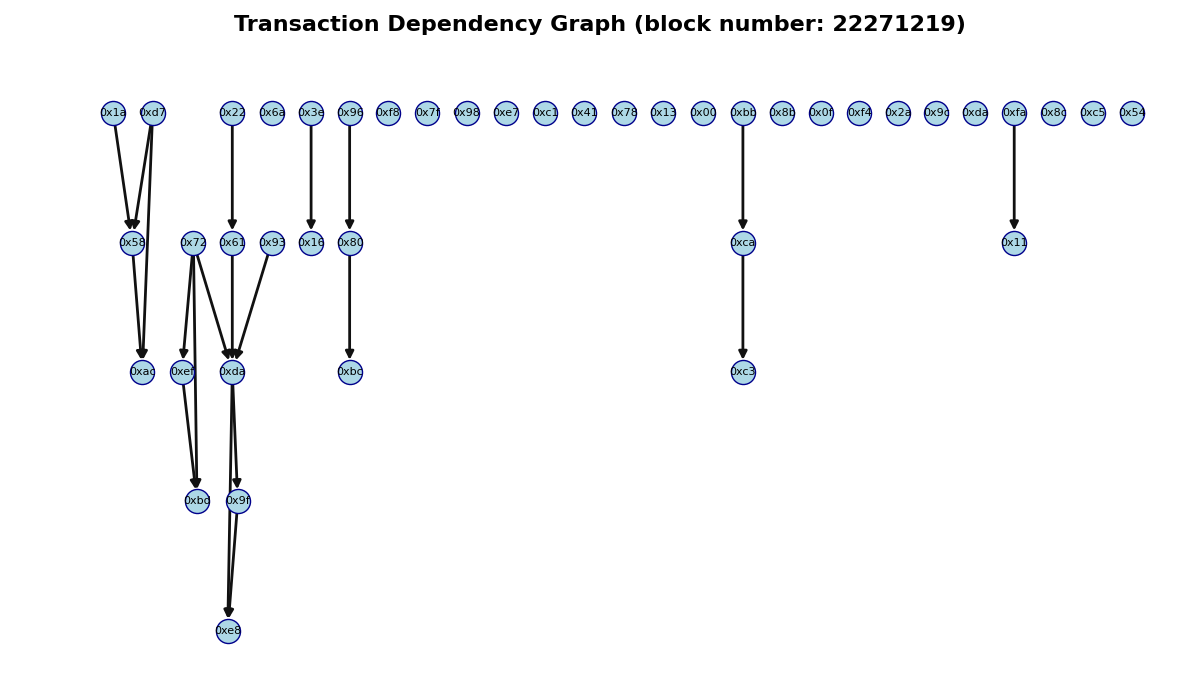 Transaction Dependency Graph (block number: 22271219)
0x1a 0xd7 0x22 0x6a 0x3e 0x96 0xf8 0x7f 0x98 0xe7 0xc1 0x41 0x78 0x13 0x00 0xbb 0x8b 0x0f 0xf4 0x2a 0x9c 0xda 0xfa 0x8c 0xc5 0x54
0x58 0x72 0x61 0x93 0x16 0x80 0xca 0x11
0xac 0xef 0xda 0xbc 0xc3
0x9f
0xe8